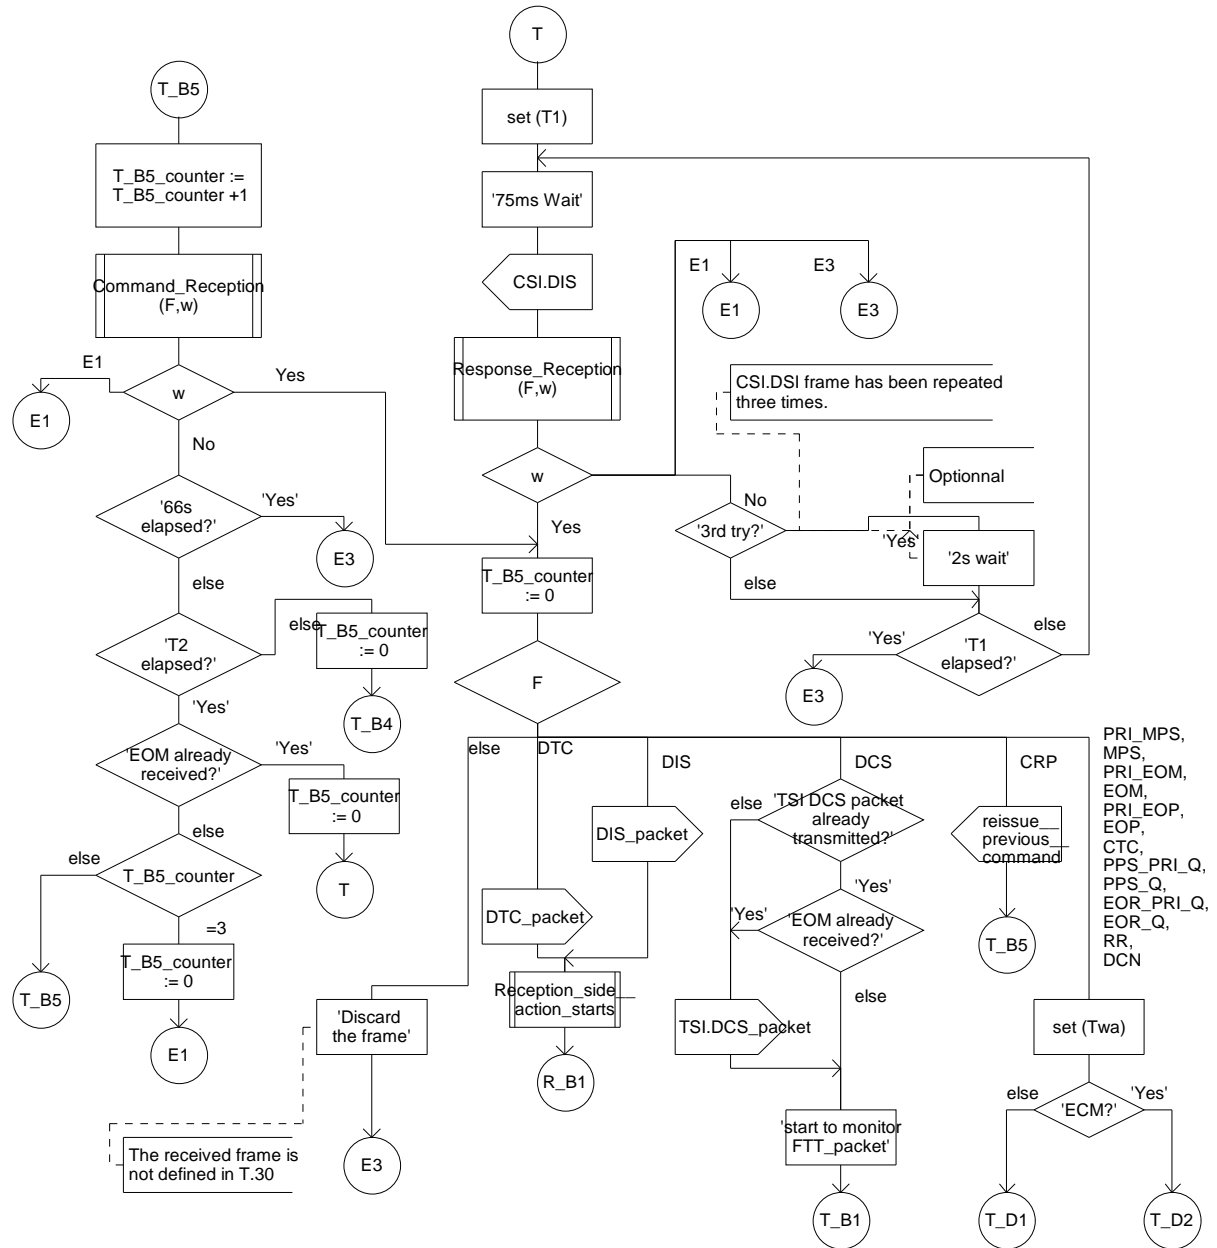 T
T_B5
set (T1)
T_B5_counter :=
T_B5_counter +1
'75ms Wait'
CSI.DIS
Command_Reception
(F,w)
Response_Reception
(F,w)
E1
E3
E1
E3
CSI.DSI frame has been repeated
three times.
E1
w
Yes
E1
No
w
Optionnal
No
'66s
elapsed?'
'Yes'
E3
Yes
'3rd try?'
'Yes'
'2s wait'
else
T_B5_counter
:= 0
else
'T2
elapsed?'
else
T_B5_counter
:= 0
T_B4
F
'Yes'
'T1
elapsed?'
else
E3
'Yes'
'EOM already
received?'
'Yes'
T_B5_counter
:= 0
T
else
else
T_B5_counter
=3
T_B5_counter
:= 0
T_B5
E1
else
DTC
DIS
DCS
CRP
PRI_MPS,
MPS,
PRI_EOM,
EOM,
PRI_EOP,
EOP,
CTC,
PPS_PRI_Q,
PPS_Q,
EOR_PRI_Q,
EOR_Q,
RR,
DCN
else
'TSI DCS packet
already
transmitted?'
DIS_packet
reissue__
previous__
command
'Yes'
DTC_packet
'Yes'
'EOM already
received?'
T_B5
Reception_side__
action_starts
else
'Discard
the frame'
TSI.DCS_packet
set (Twa)
R_B1
else
'ECM?'
'Yes'
'start to monitor
FTT_packet'
The received frame is
not defined in T.30
E3
T_B1
T_D1
T_D2